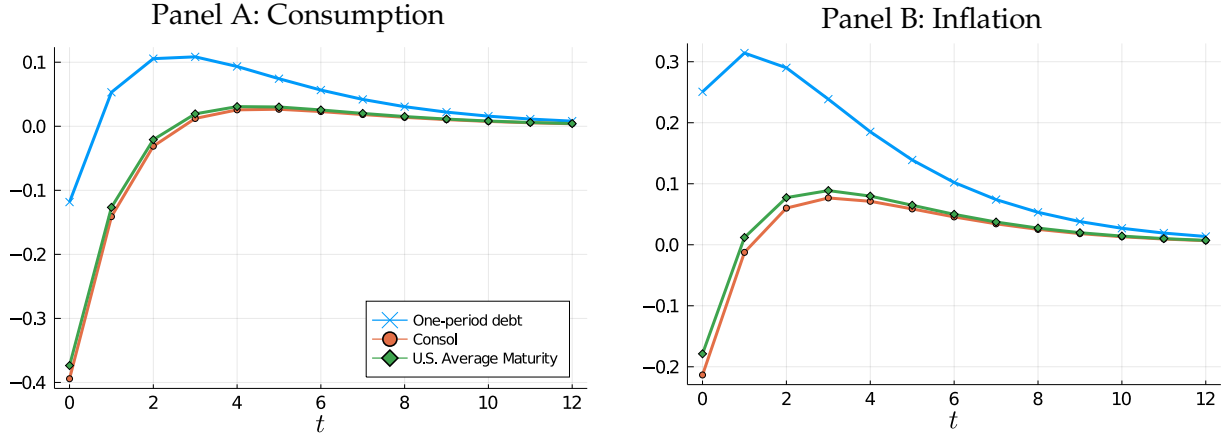 Panel A: Consumption
0.1
0.0
−0.1
−0.2
−0.3
−0.4
0 2 4 6 8 10 12
t
One-period debt
Consol
U.S. Average Maturity
Panel B: Inflation
0.3
0.2
0.1
0.0
−0.1
−0.2
0 2 4 6 8 10 12
t